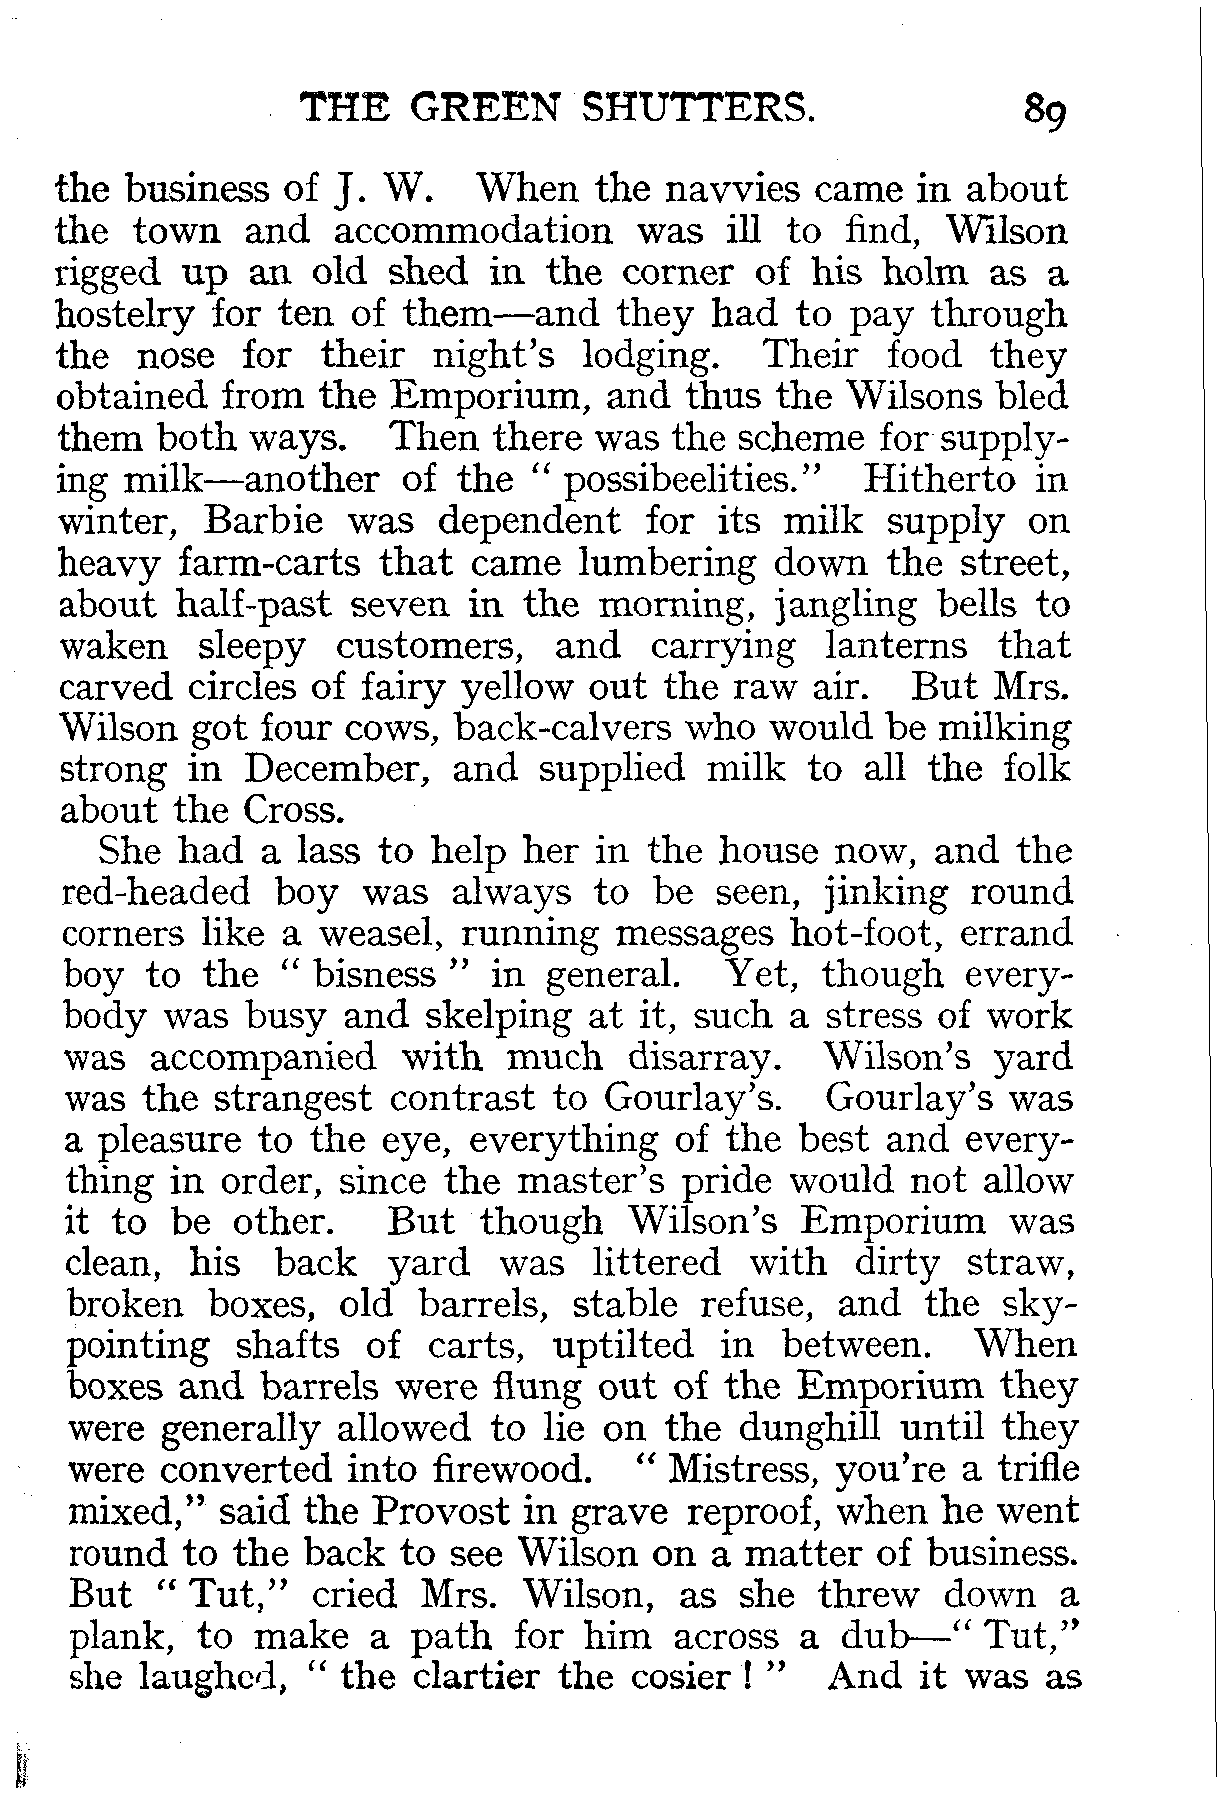 THE GREEN SHUTTERS. 89
the business of J. W. When the navvies came in about
the town and accommodation was ill to find, Wilson
rigged up an old shed in the corner of his holm as a
hostelry for ten of them—and they had to pay through
the nose for their night's lodging. Their food they
obtained from the Emporium, and thus the Wilsons bled
them both ways. Then there was the scheme for supply-
ing milk—another of the " possibeelities." Hitherto in
winter, Barbie was dependent for its milk supply on
heavy farm-carts that came lumbering down the street,
about half-past seven in the morning, jangling bells to
waken sleepy customers, and carrying lanterns that
carved circles of fairy yellow out the raw air. But Mrs.
Wilson got four cows, back-calvers who would be milking
strong in December, and supplied milk to all the folk
about the Cross.
She had a lass to help her in the house now, and the
red-headed boy was always to be seen, jinking round
corners like a weasel, running messages hot-foot, errand
boy to the " bisness " in general. Yet, though every-
body was busy and skelping at it, such a stress of work
was accompanied with much disarray. Wilson's yard
was the strangest contrast to Gourlay's. Gourlay's was
a pleasure to the eye, everything of the best and every-
thing in order, since the master's pride would not allow
it to be other. But though Wilson's Emporium was
clean, his back yard was littered with dirty straw,
broken boxes, old barrels, stable refuse, and the sky-
pointing shafts of carts, uptilted in between. When
boxes and barrels were flung out of the Emporium they
were generally allowed to lie on the dunghill until they
were converted into firewood. " Mistress, you're a trifle
mixed," said the Provost in grave reproof, when he went
round to the back to see Wilson on a matter of business.
But " Tut," cried Mrs. Wilson, as she threw down a
plank, to make a path for him across a dub—" Tut,"
she laughed, " the clartier the cosier ! " And it was as